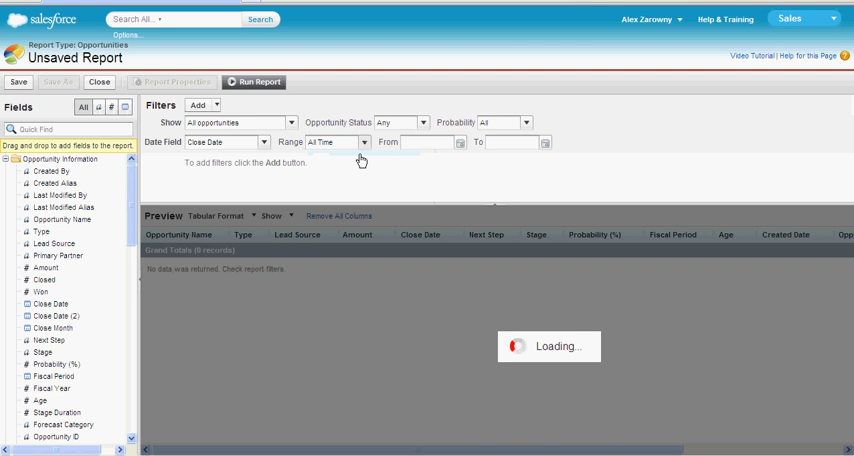 salesforce Search All... Search Alex Zarowny Help & Training Sales
Options...
Report Type: Opportunities
Unsaved Report
Video Tutorial | Help for this Page
Save Save As Close Report Properties Run Report
Fields All a # Filters Add
Quick Find Show All opportunities Opportunity Status Any Probability All
Drag and drop to add fields to the report. Date Field Close Date Range All Time From To
To add filters click the Add button.
Opportunity Information
a Created By
a Created Alias
a Last Modified By
a Last Modified Alias
a Opportunity Name
a Type
a Lead Source
a Primary Partner
# Amount
# Closed
# Won
Close Date
Close Date (2)
Close Month
a Next Step
a Stage
# Probability (%)
Fiscal Period
# Fiscal Year
# Age
# Stage Duration
a Forecast Category
a Opportunity ID
Preview Tabular Format Show Remove All Columns
Opportunity Name Type Lead Source Amount Close Date Next Step Stage Probability (%) Fiscal Period Age Created Date Oppo
Grand Totals (0 records)
No data was returned. Check report filters.
Loading...